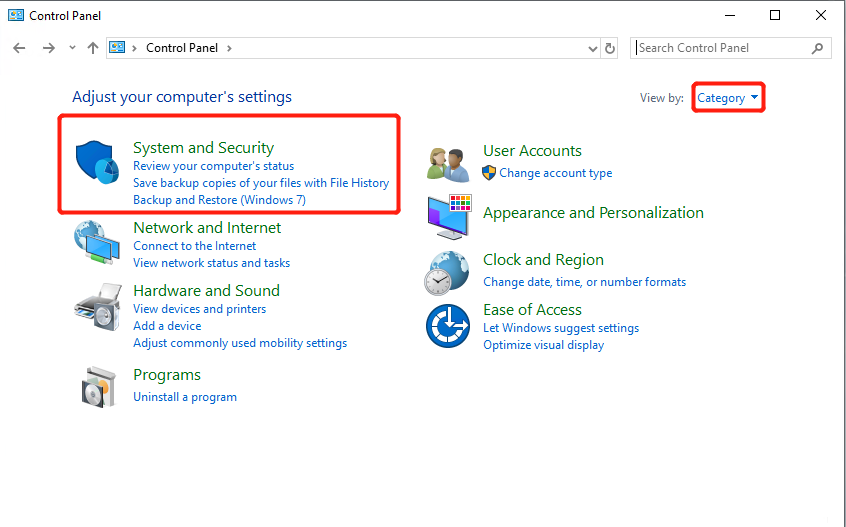 Control Panel
Control Panel
Search Control Panel
Adjust your computer's settings
View by: Category
System and Security
Review your computer's status
Save backup copies of your files with File History
Backup and Restore (Windows 7)
Network and Internet
Connect to the Internet
View network status and tasks
Hardware and Sound
View devices and printers
Add a device
Adjust commonly used mobility settings
Programs
Uninstall a program
User Accounts
Change account type
Appearance and Personalization
Clock and Region
Change date, time, or number formats
Ease of Access
Let Windows suggest settings
Optimize visual display